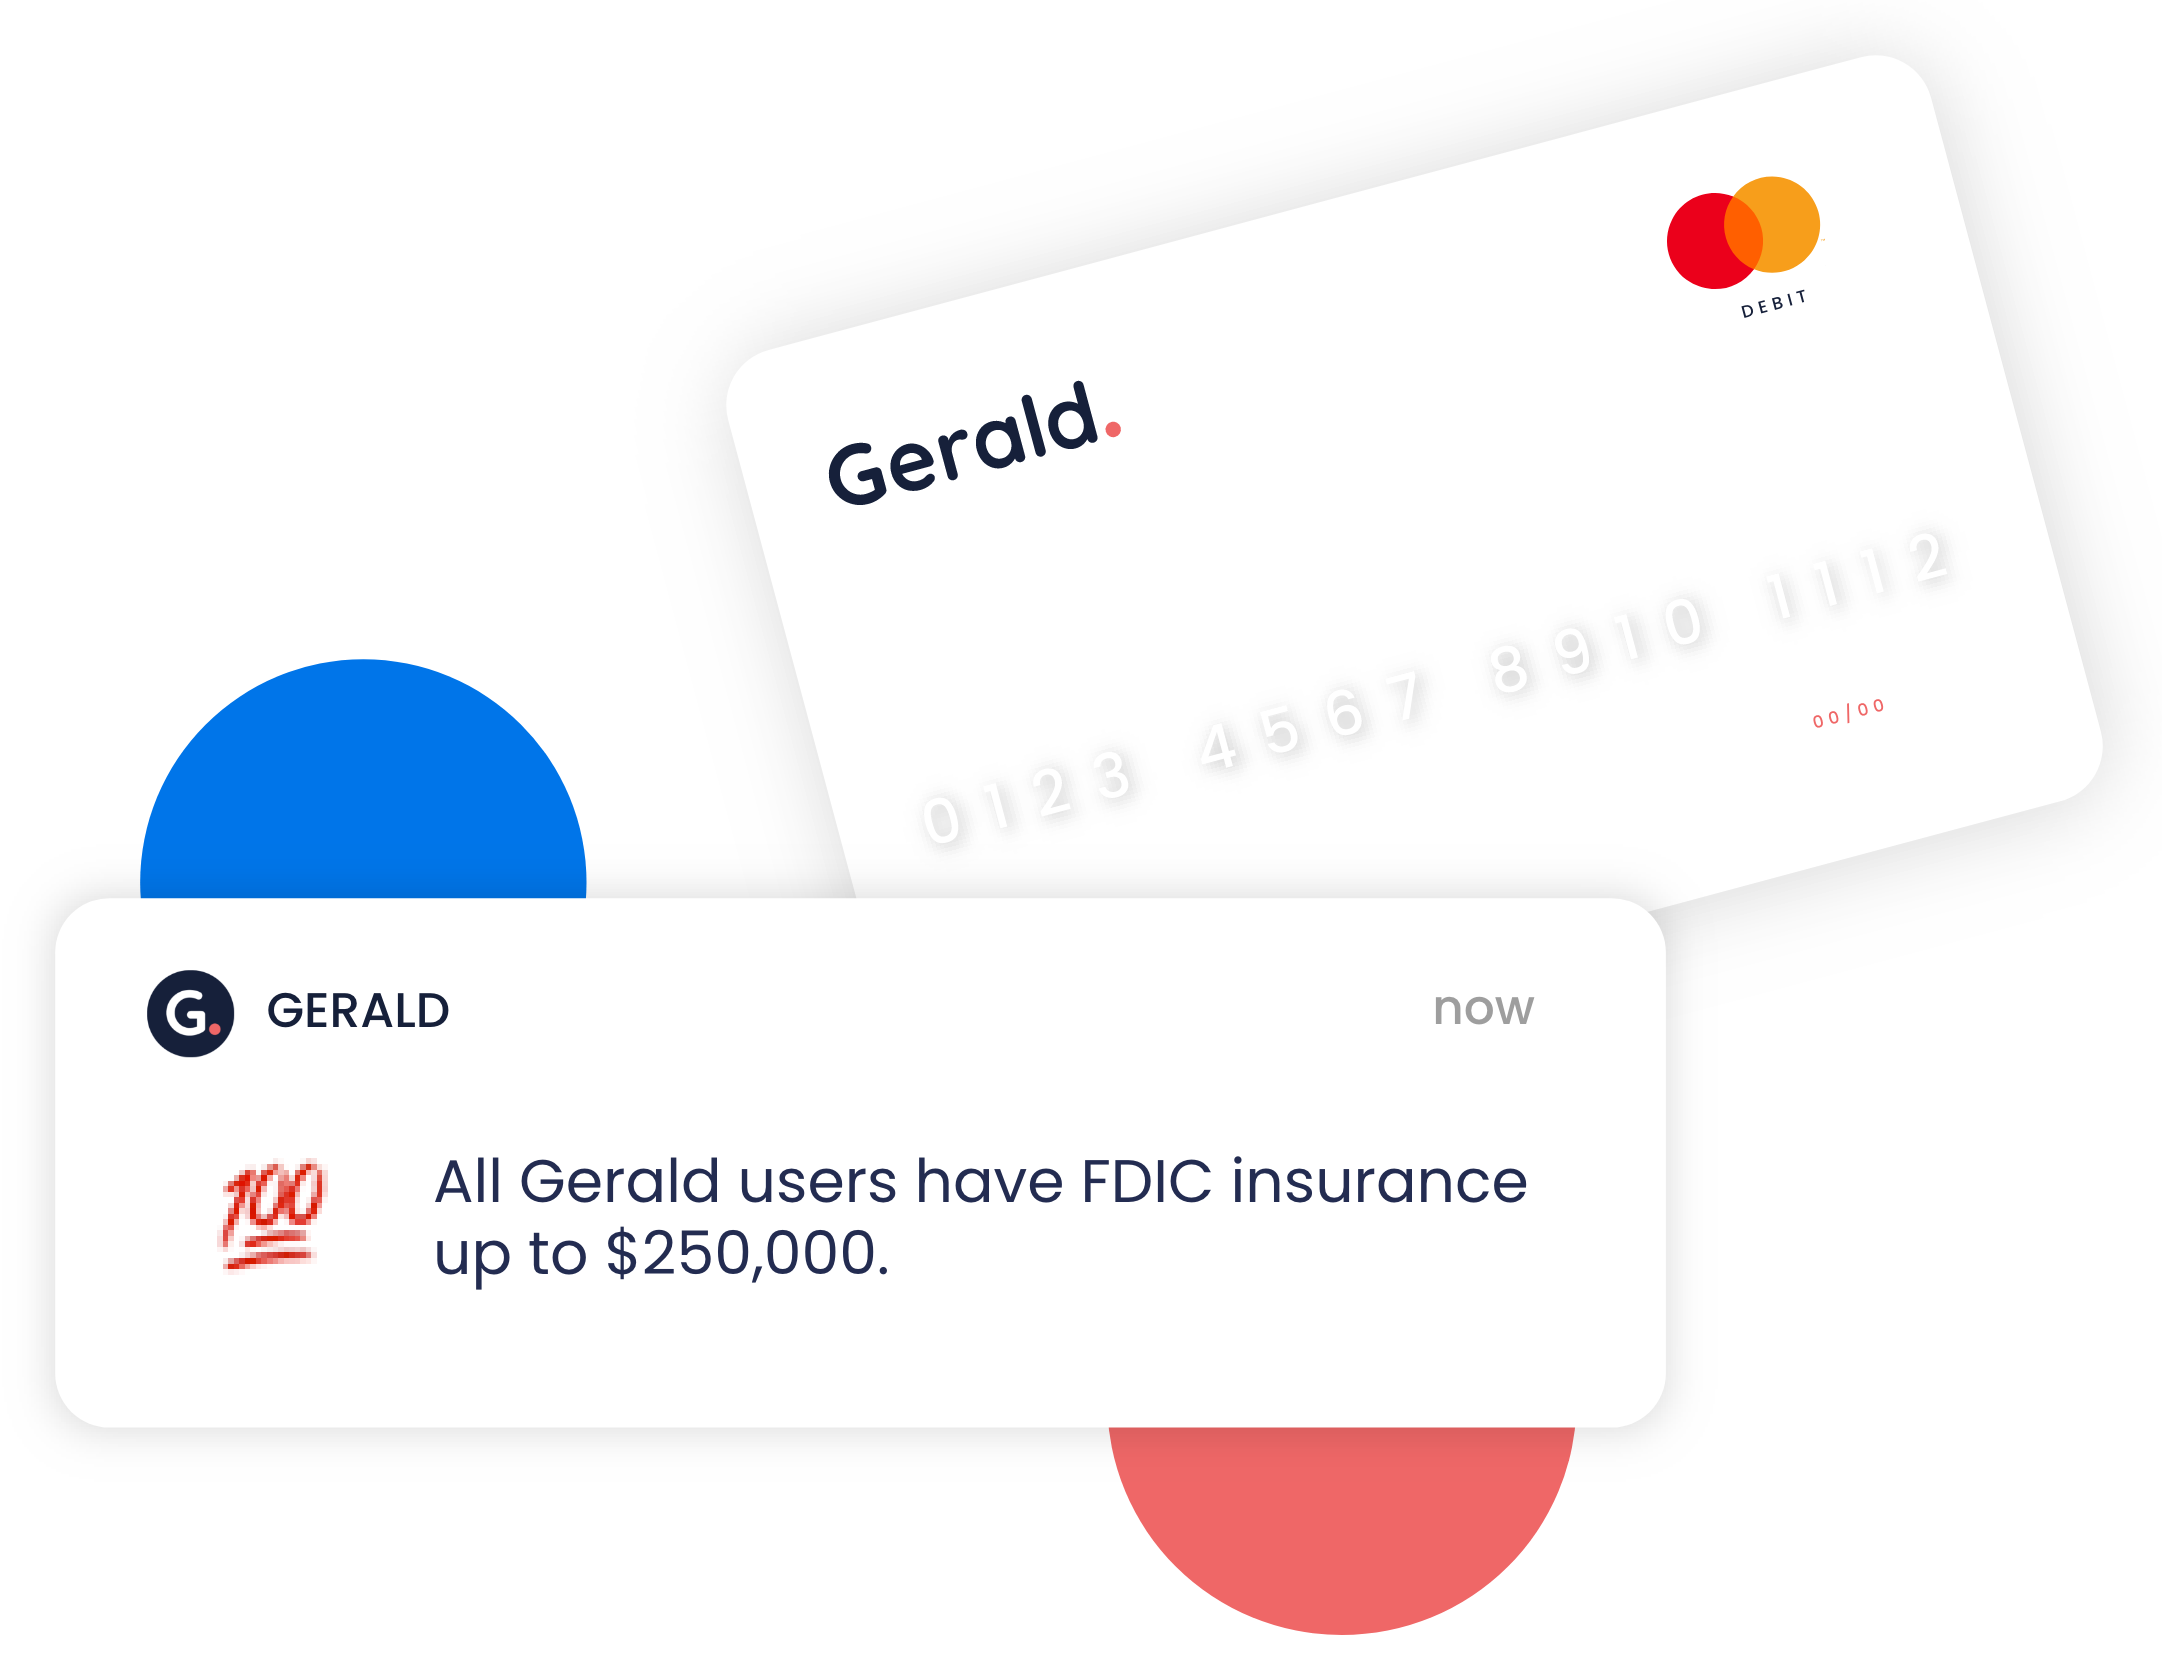 Gerald.
DEBIT
0123 4567 8910 1112
00/00
G. GERALD
now
💯 All Gerald users have FDIC insurance
up to $250,000.